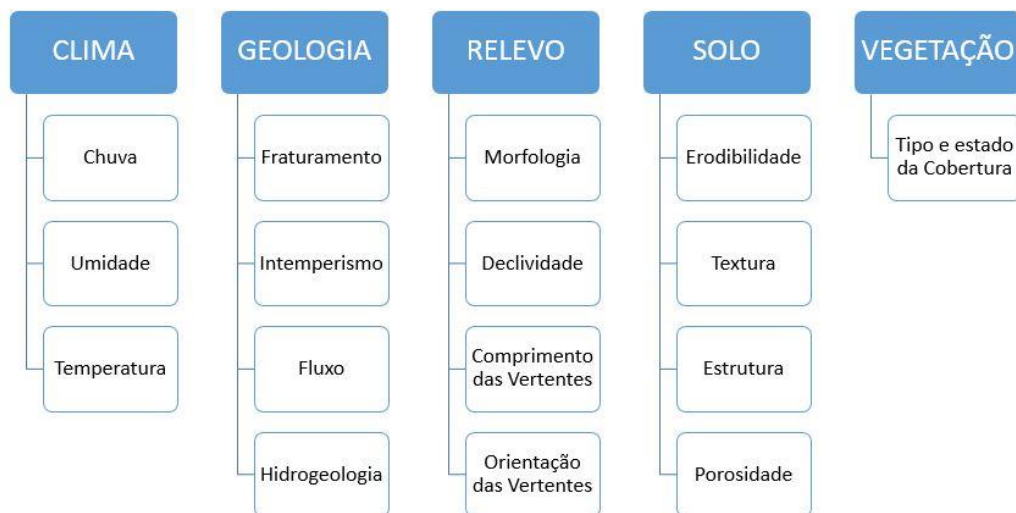 CLIMA
Chuva
Umidade
Temperatura
GEOLOGIA
Fraturamento
Intemperismo
Fluxo
Hidrogeologia
RELEVO
Morfologia
Declividade
Comprimento
das Vertentes
Orientação
das Vertentes
SOLO
Erodibilidade
Textura
Estrutura
Porosidade
VEGETAÇÃO
Tipo e estado
da Cobertura